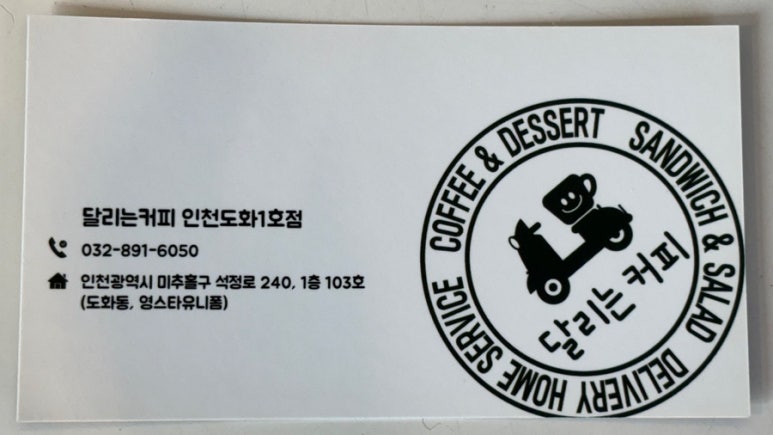 달리는커피 인천도화1호점
032-891-6050
인천광역시 미추홀구 석정로 240, 1층 103호
(도화동, 영스타유니폼)
COFFEE & DESSERT SANDWICH & SALAD DELIVERY HOME SERVICE
달리는 커피